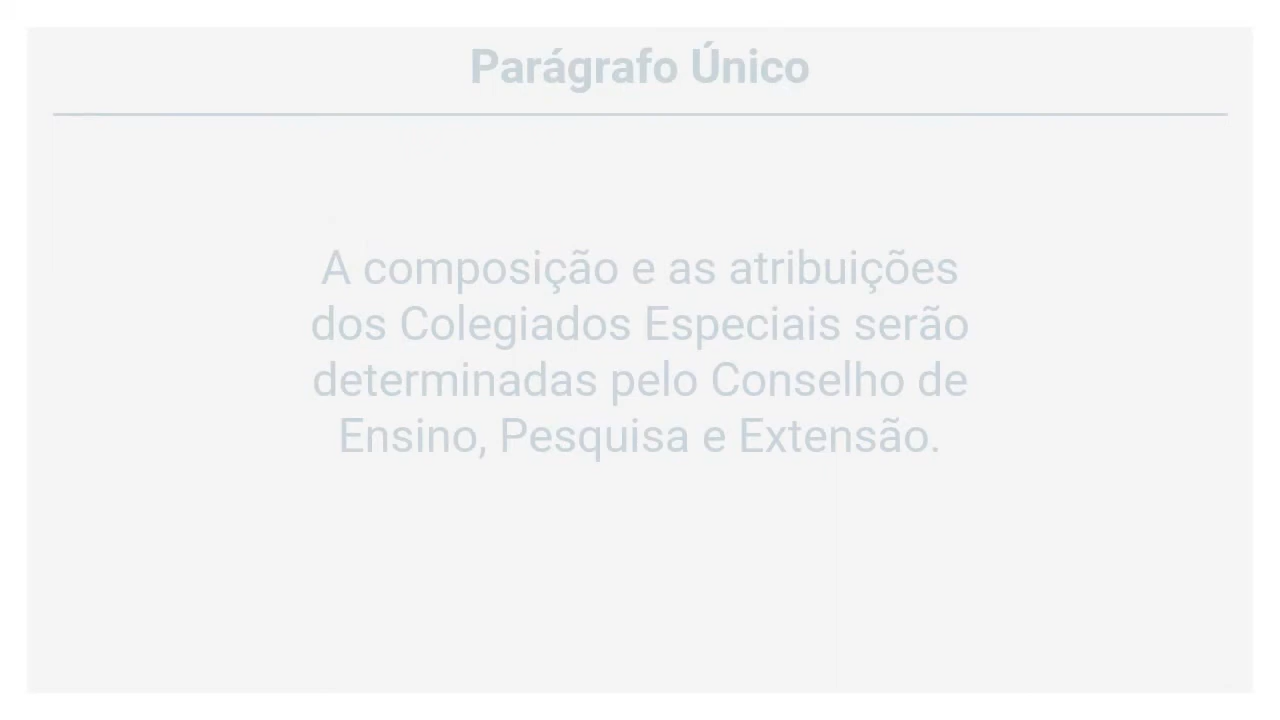 Parágrafo Único
A composição e as atribuições
dos Colegiados Especiais serão
determinadas pelo Conselho de
Ensino, Pesquisa e Extensão.